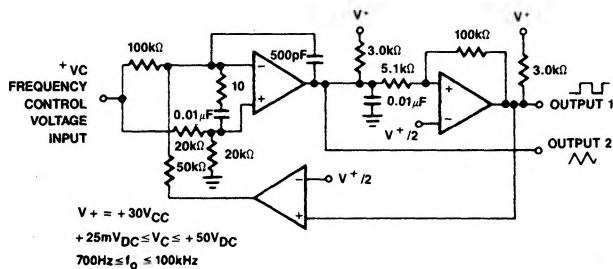 V+
V+
100kΩ
500pF
3.0kΩ
100kΩ
3.0kΩ
5.1kΩ
+VC
FREQUENCY
CONTROL
VOLTAGE
INPUT
10
0.01μF
20kΩ
20kΩ
50kΩ
0.01μF
V+/2
OUTPUT 1
OUTPUT 2
V+/2
V+ = +30VCC
+25mVDC ≤ VC ≤ +50VDC
700Hz ≤ fo ≤ 100kHz
- + + - - +